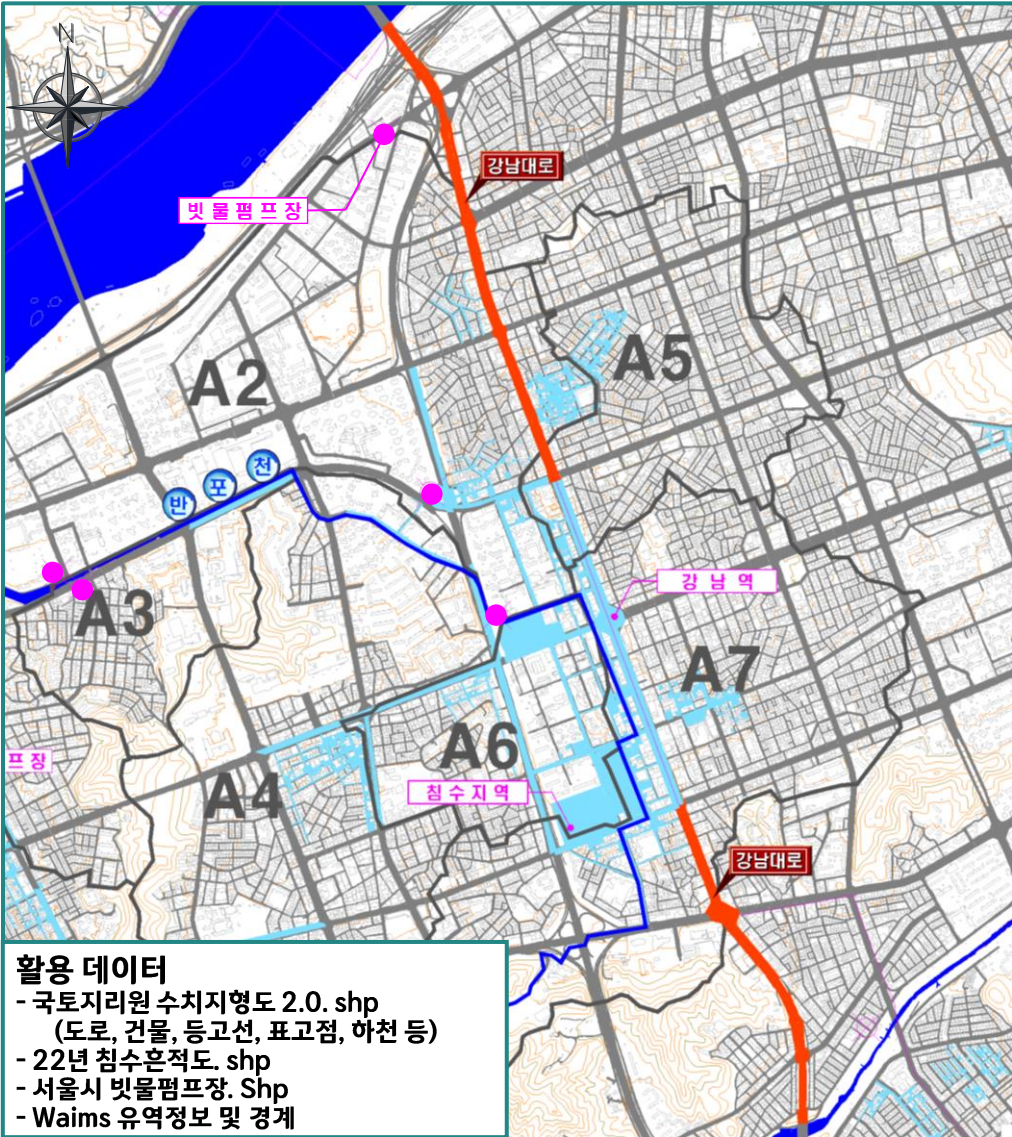 N
강남대로
빗물펌프장
A5
A2
천
포
반
강남역
A3
A7
A6
프장
A4
침수지역
강남대로
활용 데이터
- 국토지리원 수치지형도 2.0. shp
(도로, 건물, 등고선, 표고점, 하천 등)
- 22년 침수흔적도. shp
- 서울시 빗물펌프장. Shp
- Waims 유역정보 및 경계